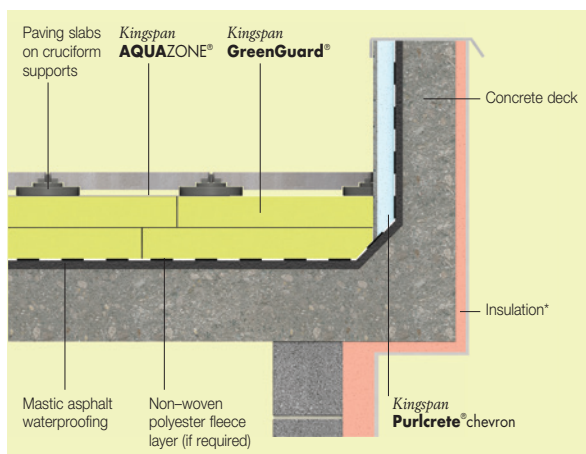 Paving slabs
on cruciform
supports
Kingspan
AQUAZONE®
Kingspan
GreenGuard®
Concrete deck
Insulation*
Mastic asphalt
waterproofing
Non–woven
polyester fleece
layer (if required)
Kingspan
Purlcrete® chevron